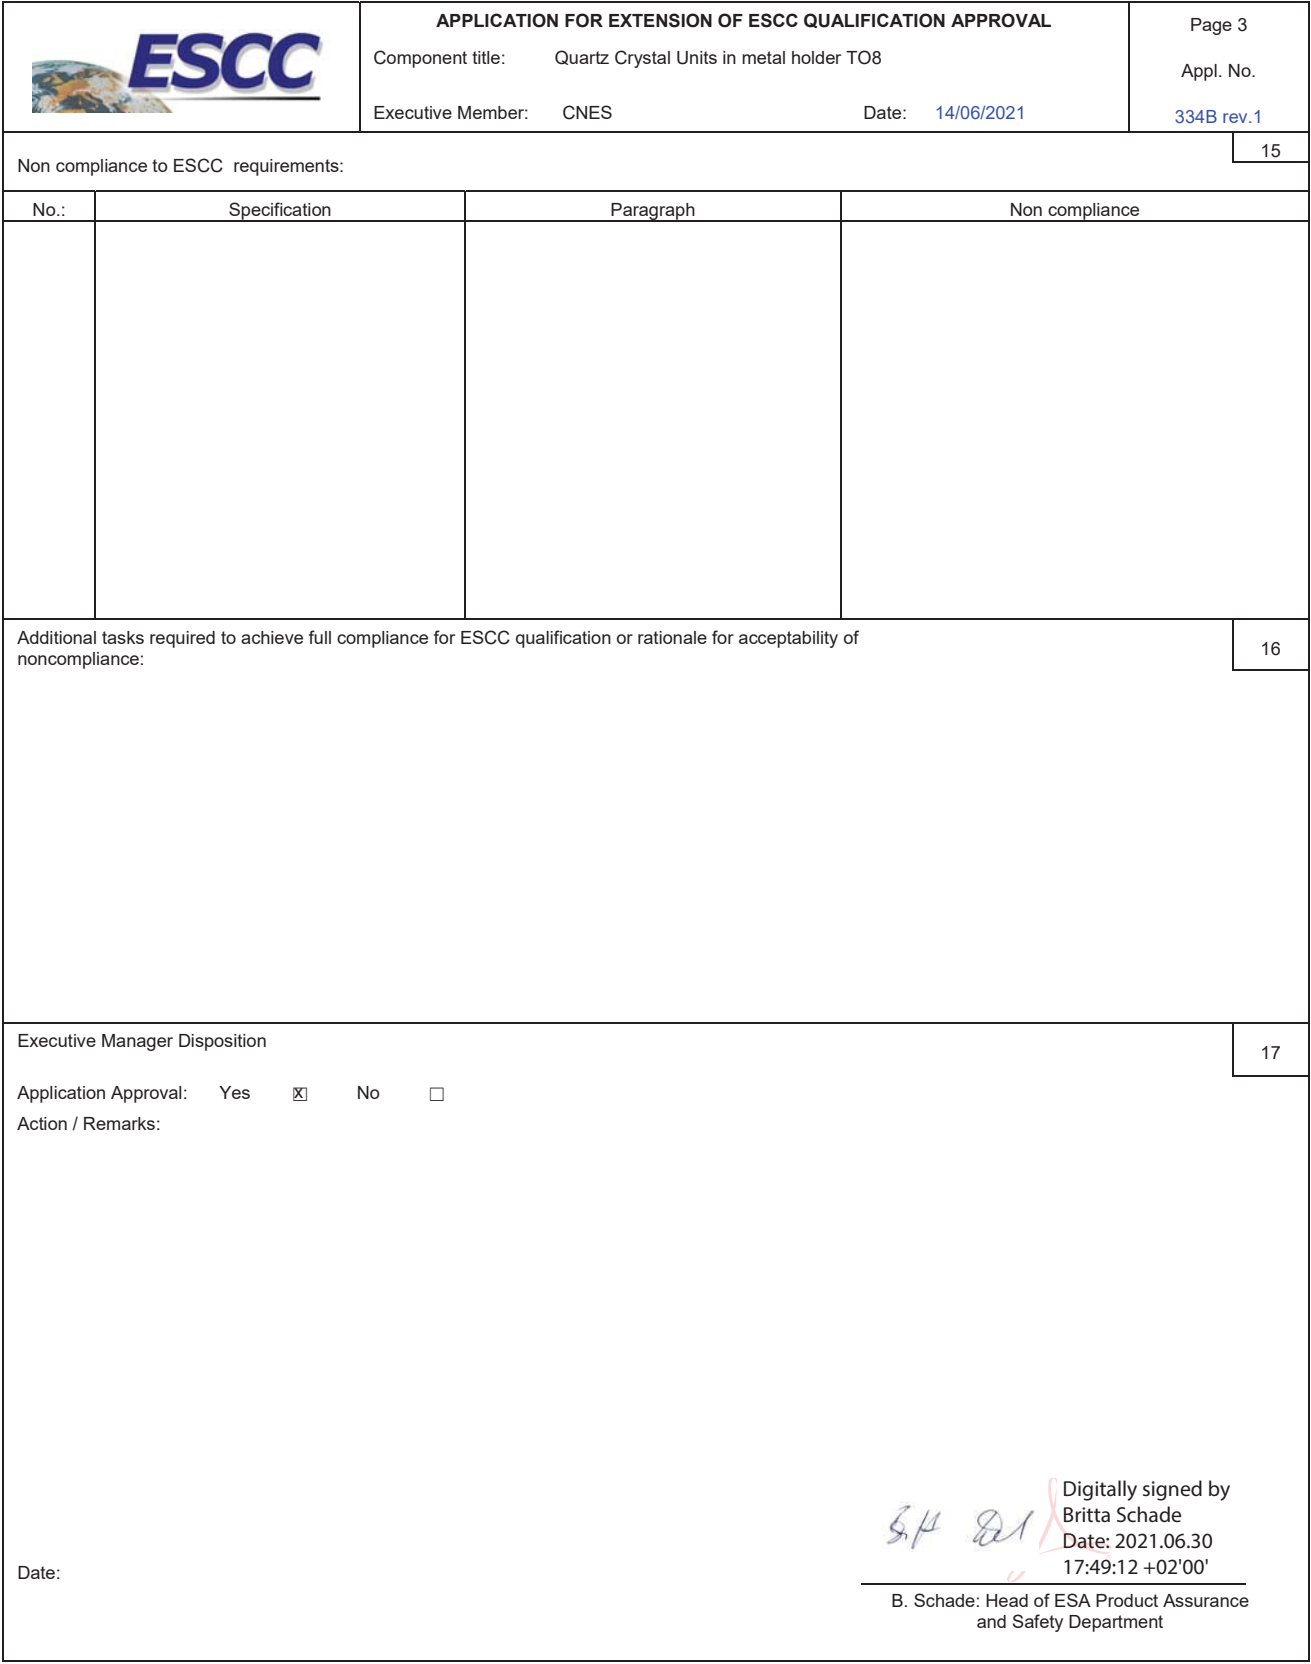 ESCC
APPLICATION FOR EXTENSION OF ESCC QUALIFICATION APPROVAL
Component title: Quartz Crystal Units in metal holder TO8
Executive Member: CNES Date: 14/06/2021
Page 3
Appl. No.
334B rev.1
Non compliance to ESCC requirements:
15
No.: Specification Paragraph Non compliance
Additional tasks required to achieve full compliance for ESCC qualification or rationale for acceptability of
noncompliance:
16
Executive Manager Disposition
17
Application Approval: Yes ☒ No ☐
Action / Remarks:
Digitally signed by
Britta Schade
Date: 2021.06.30
17:49:12 +02'00'
Date:
B. Schade: Head of ESA Product Assurance
and Safety Department